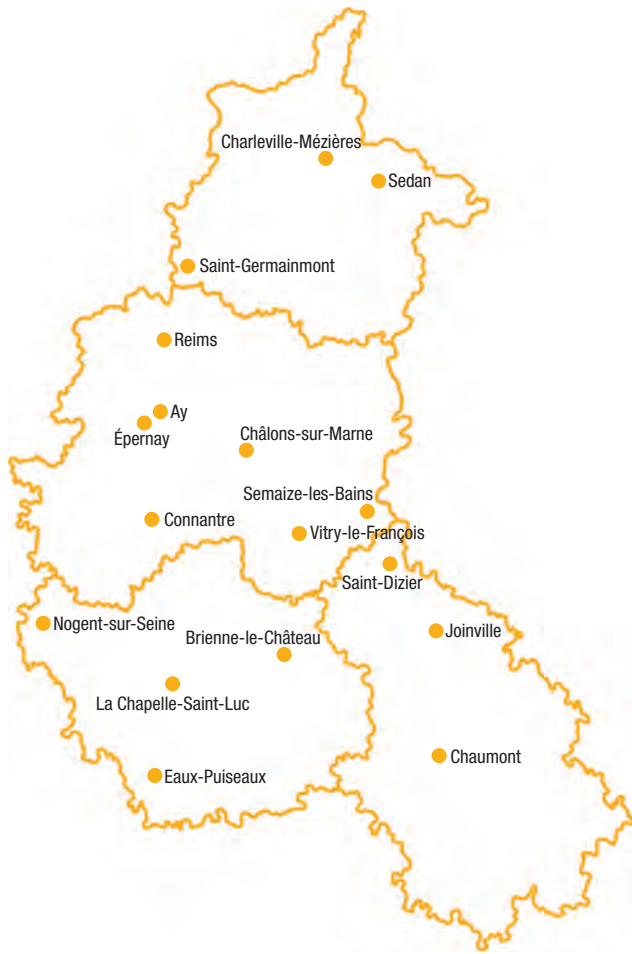 Charleville-Mézières
Sedan
Saint-Germainmont
Reims
Ay
Épernay
Châlons-sur-Marne
Semaize-les-Bains
Connantre
Vitry-le-François
Saint-Dizier
Nogent-sur-Seine
Joinville
Brienne-le-Château
La Chapelle-Saint-Luc
Chaumont
Eaux-Puiseaux